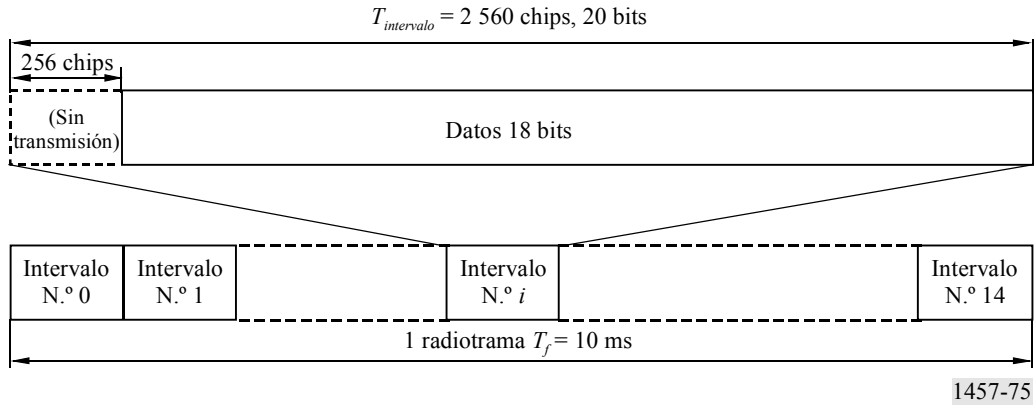 T_intervalo = 2 560 chips, 20 bits
256 chips
(Sin
transmisión)
Datos 18 bits
Intervalo
N.º 0
Intervalo
N.º 1
Intervalo
N.º i
Intervalo
N.º 14
1 radiotrama T_f = 10 ms
1457-75